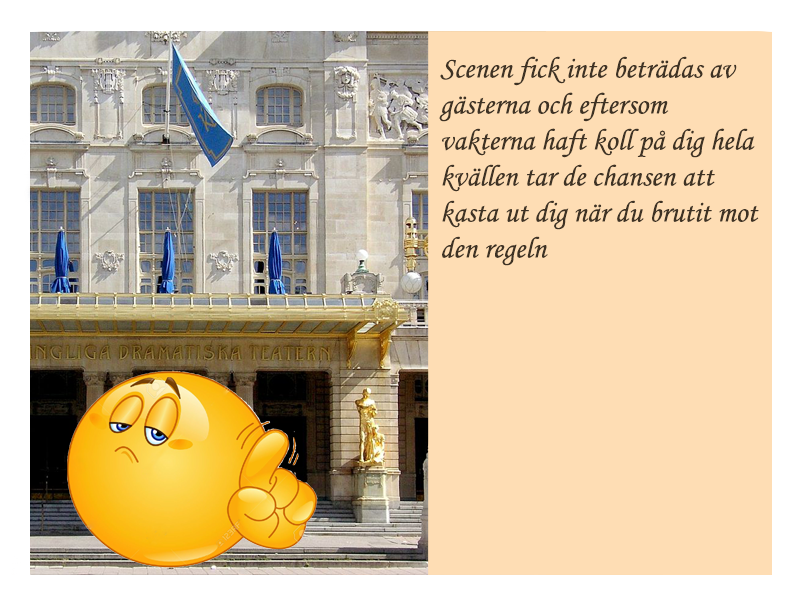 NGLIGA DRAMATISKA TEATERN
Scenen fick inte beträdas av
gästerna och eftersom
vakterna haft koll på dig hela
kvällen tar de chansen att
kasta ut dig när du brutit mot
den regeln